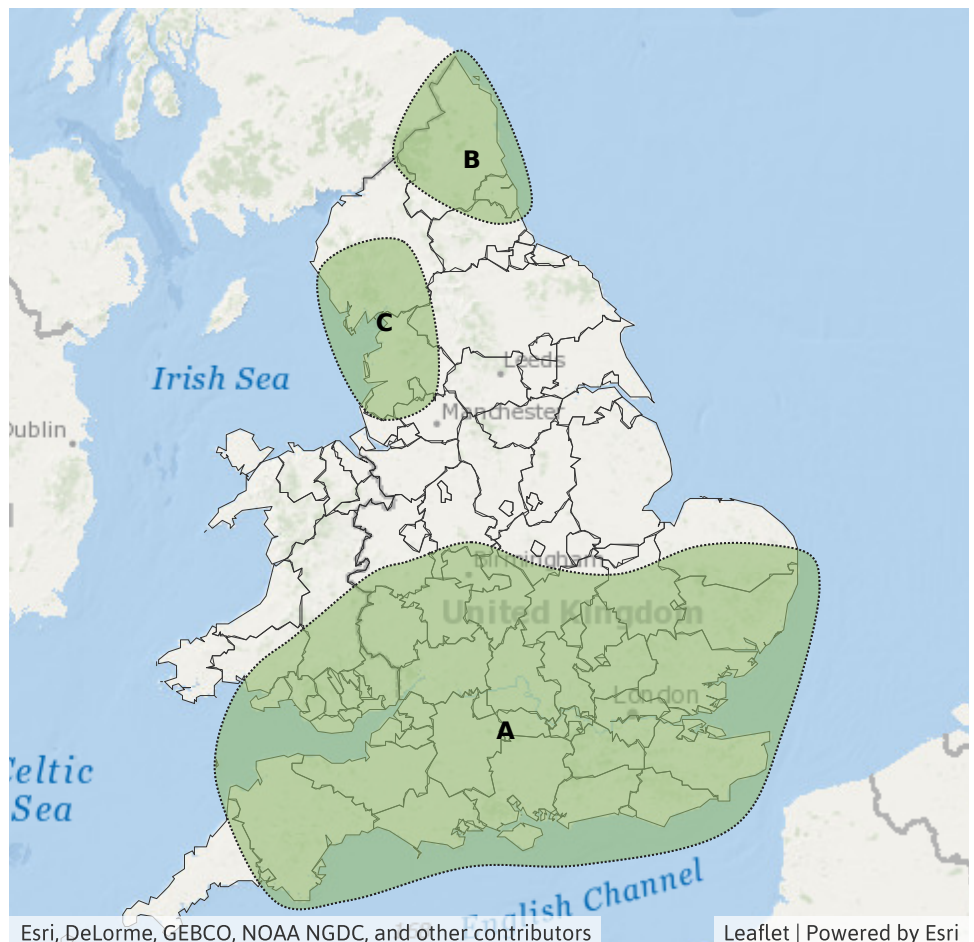 B
C
Leeds
Irish Sea
Manchester
Dublin
Birmingham
United Kingdom
London
A
Celtic
Sea
English Channel
Esri, DeLorme, GEBCO, NOAA NGDC, and other contributors
Leaflet | Powered by Esri